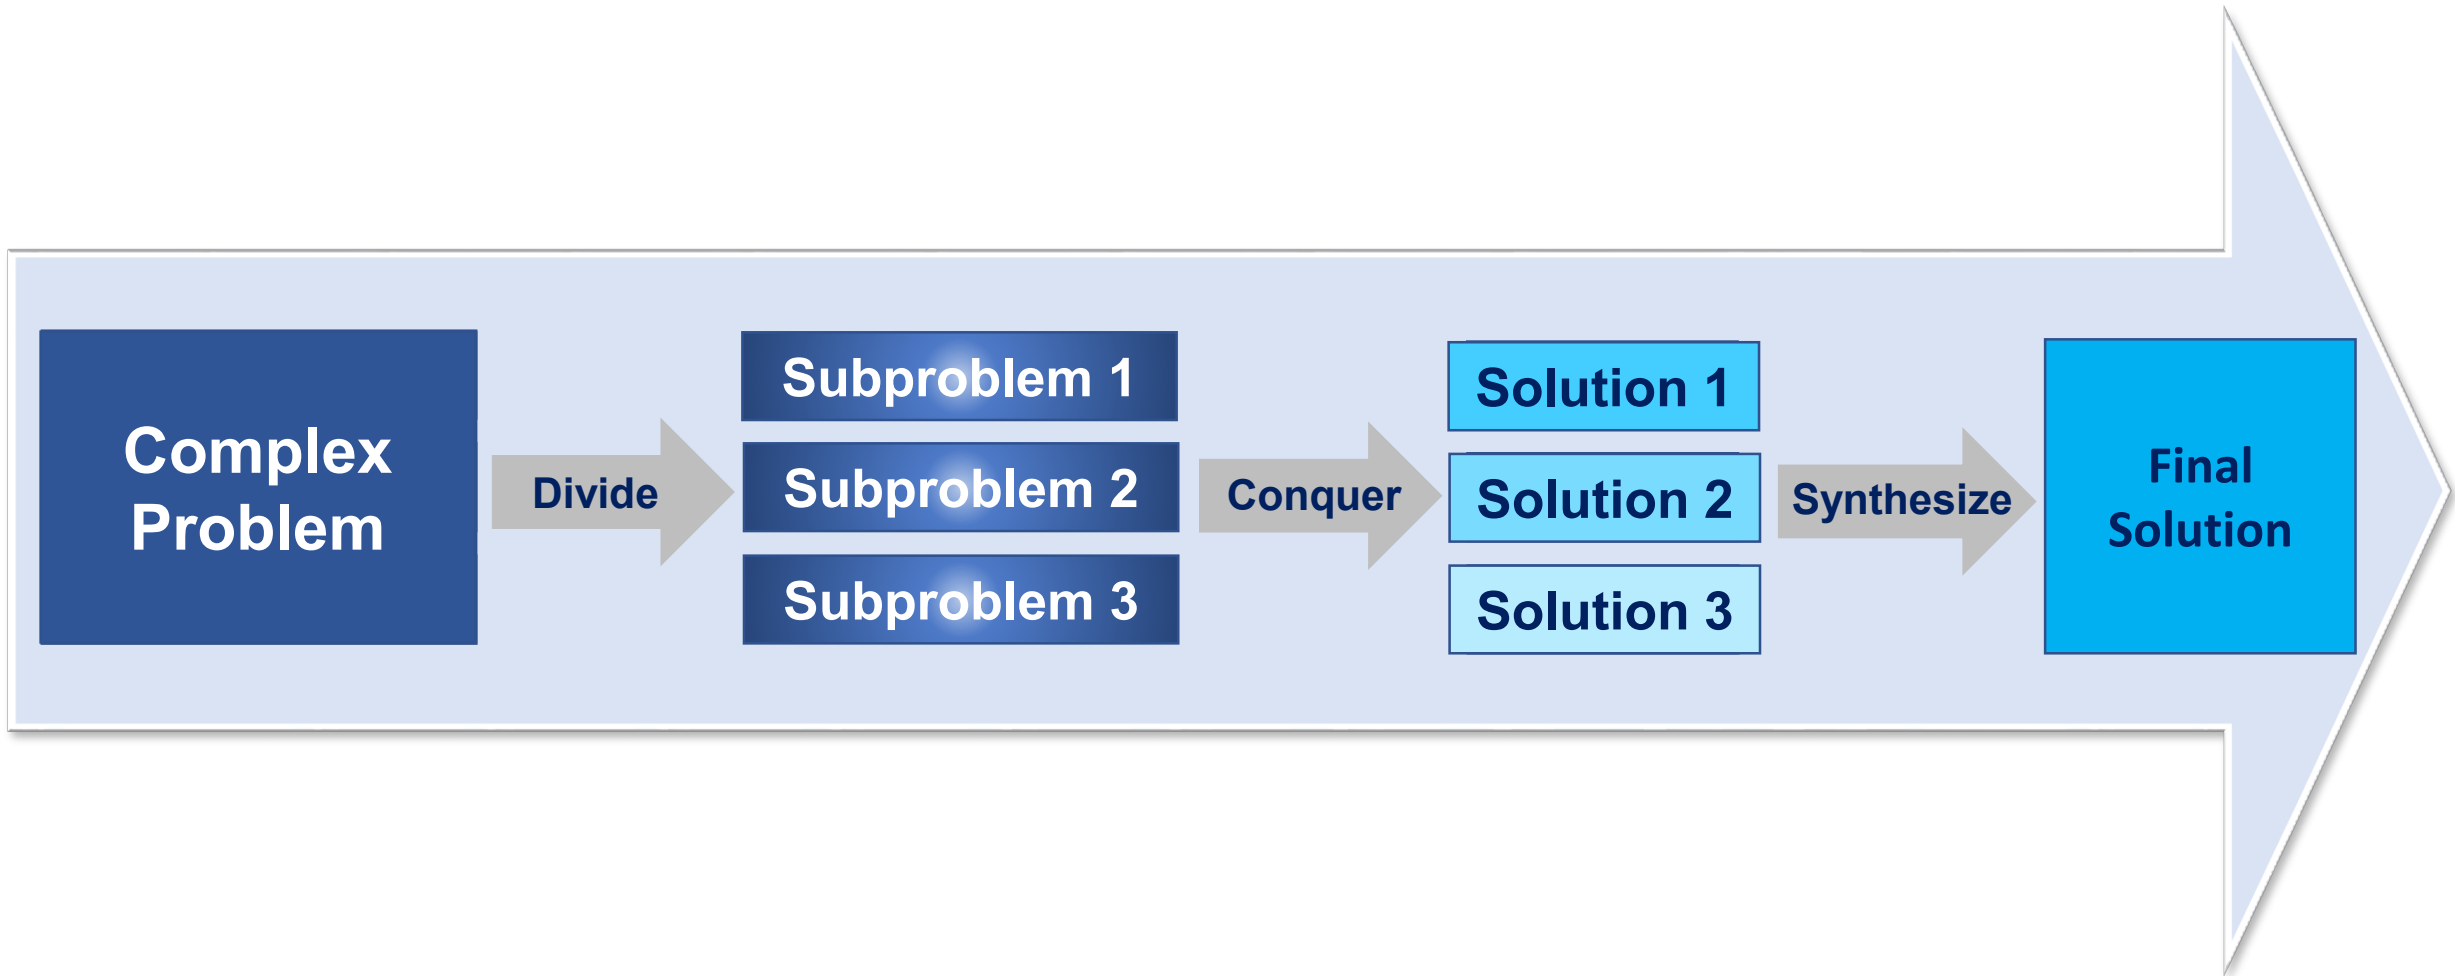 Complex
Problem
Divide
Subproblem 1
Subproblem 2
Subproblem 3
Conquer
Solution 1
Solution 2
Solution 3
Synthesize
Final
Solution